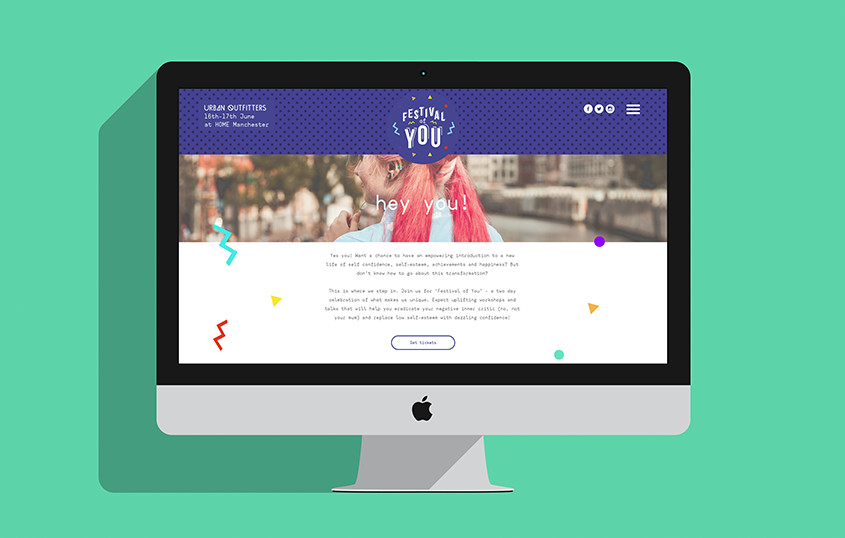 URBAN OUTFITTERS
16th-17th June
at HOME Manchester
FESTIVAL
of
YOU
hey you!
Yes you! Want a chance to have an empowering introduction to a new
life of self confidence, self-esteem, achievements and happiness? But
don't know how to go about this transformation?
This is where we step in. Join us for 'Festival of You' - a two day
celebration of what makes us unique. Expect uplifting workshops and
talks that will help you eradicate your negative inner critic (no, not
your mum) and replace low self-esteem with dazzling confidence!
Get tickets